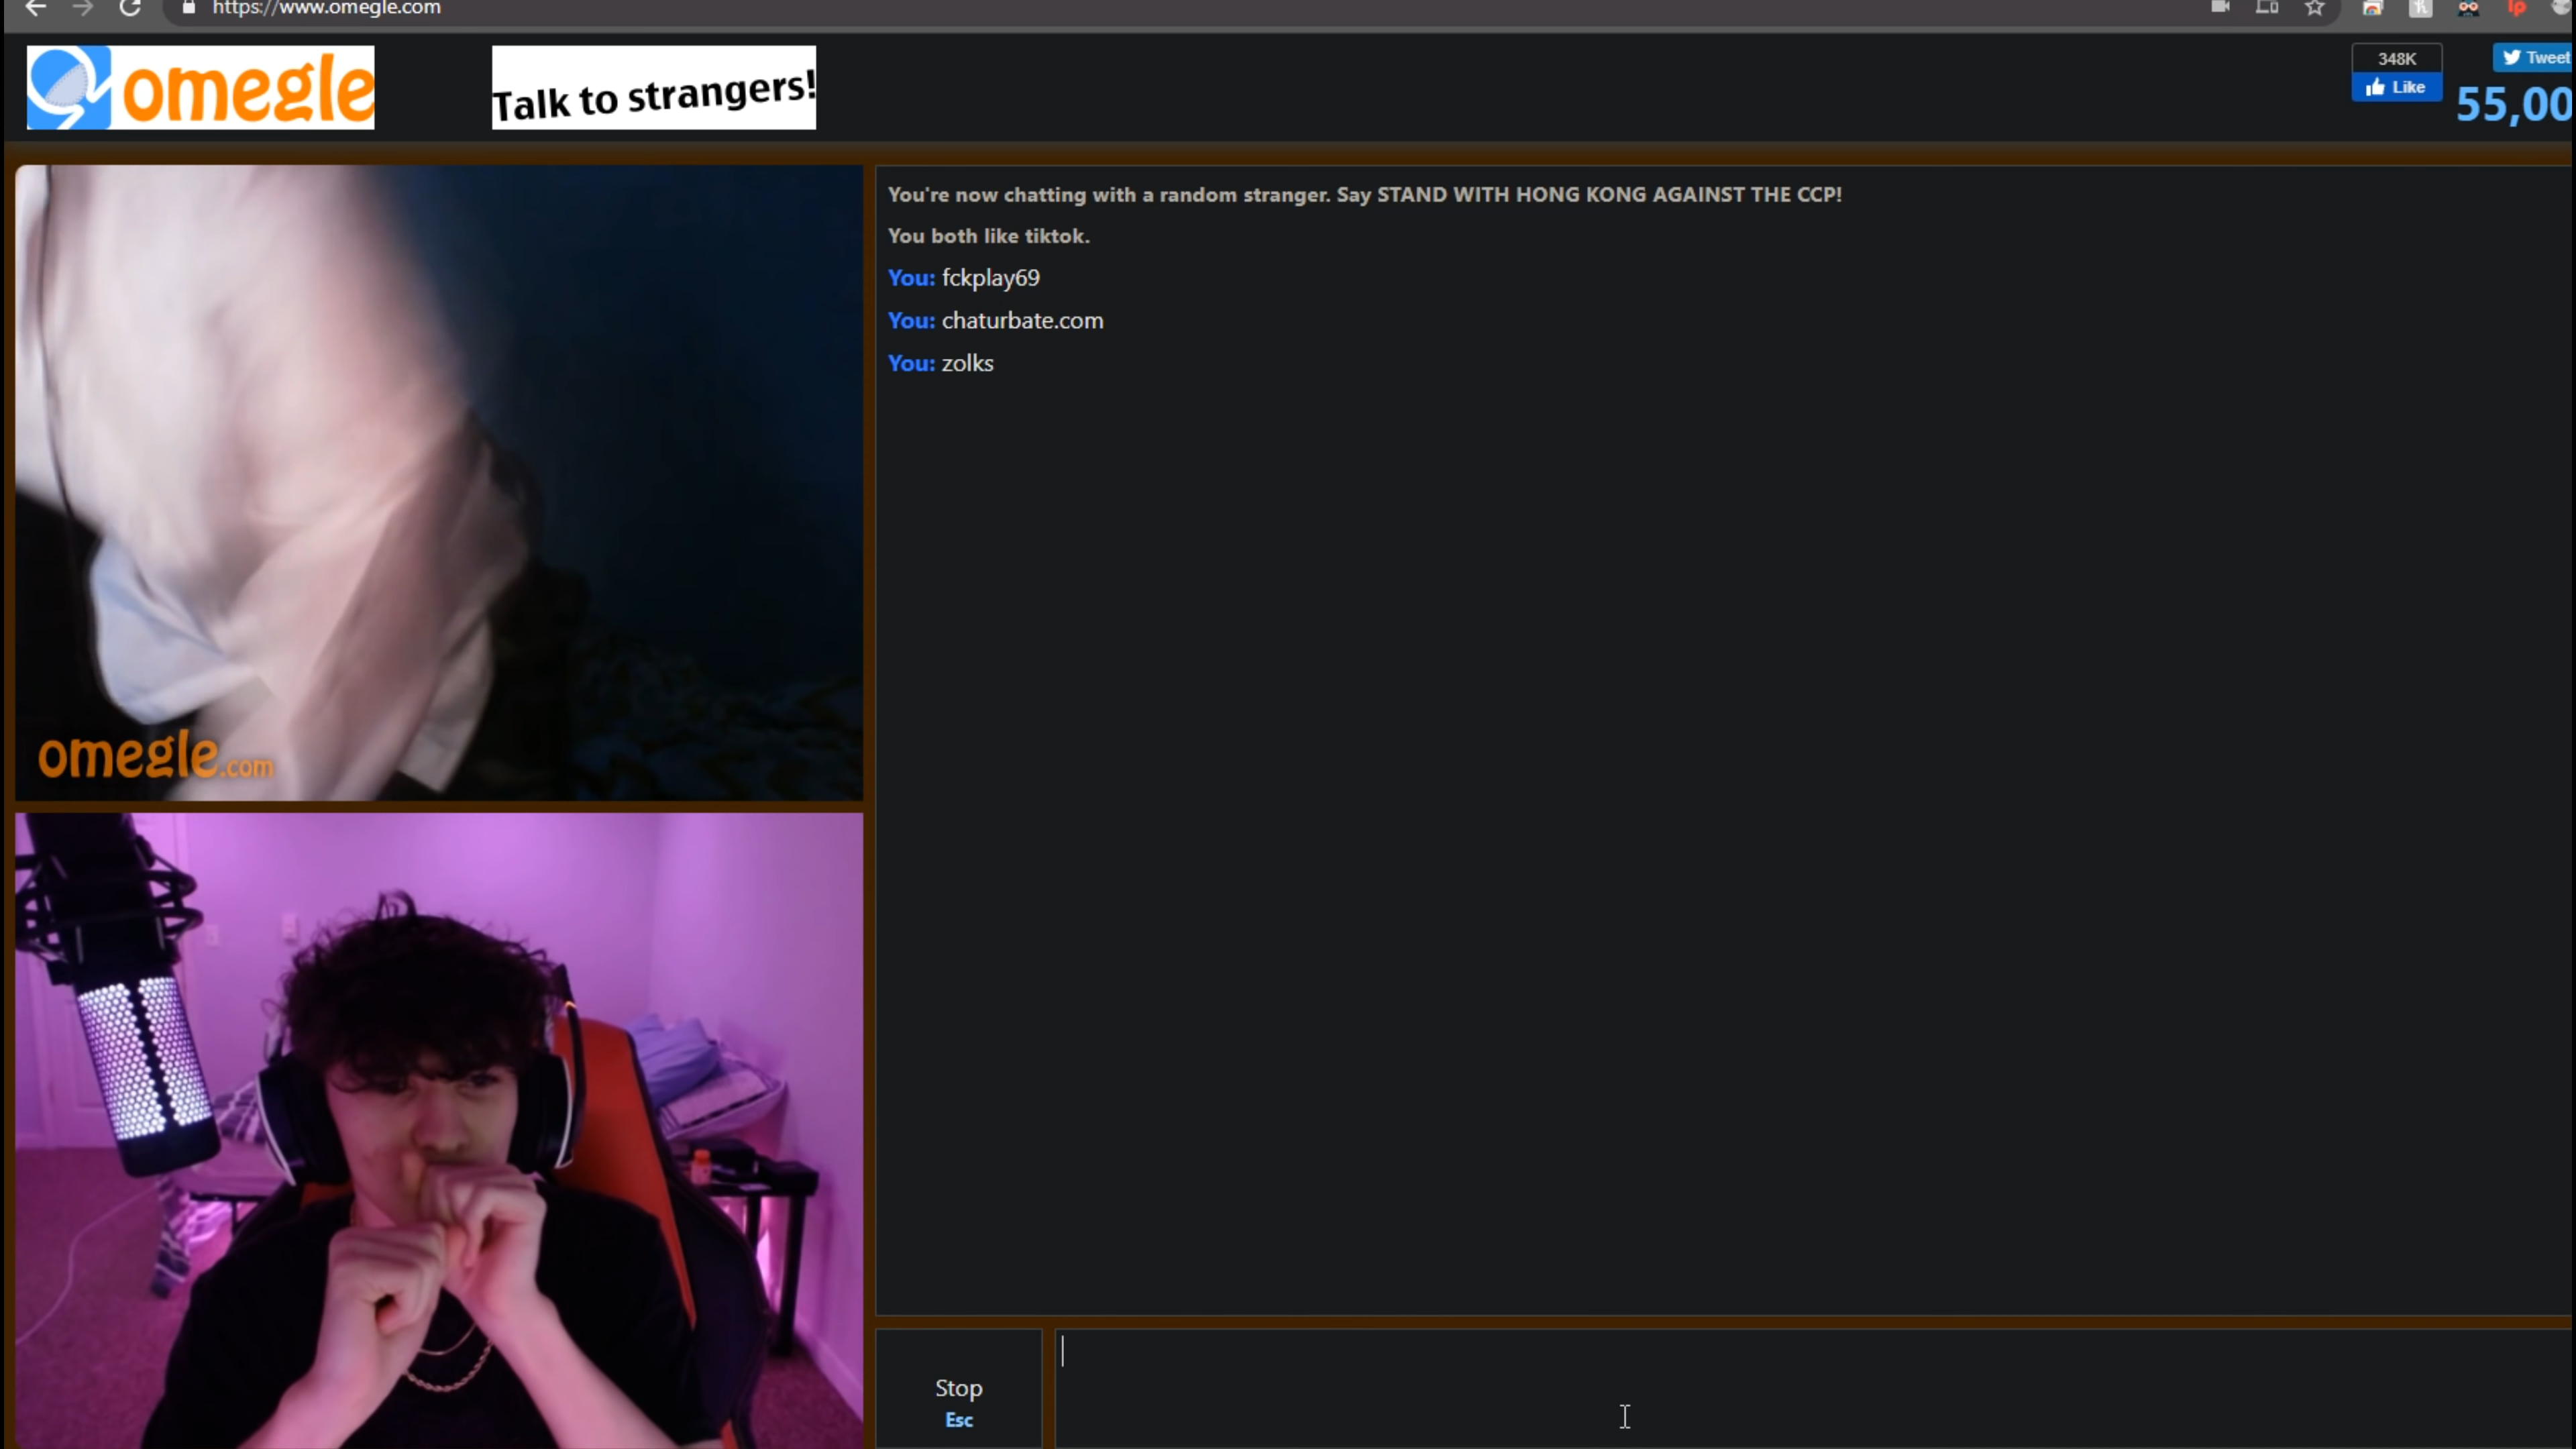 https://www.omegle.com
omegle
Talk to strangers!
348K
Like
Tweet
55,00
You're now chatting with a random stranger. Say STAND WITH HONG KONG AGAINST THE CCP!
You both like tiktok.
You: fckplay69
You: chaturbate.com
You: zolks
omegle.com
Stop
Esc